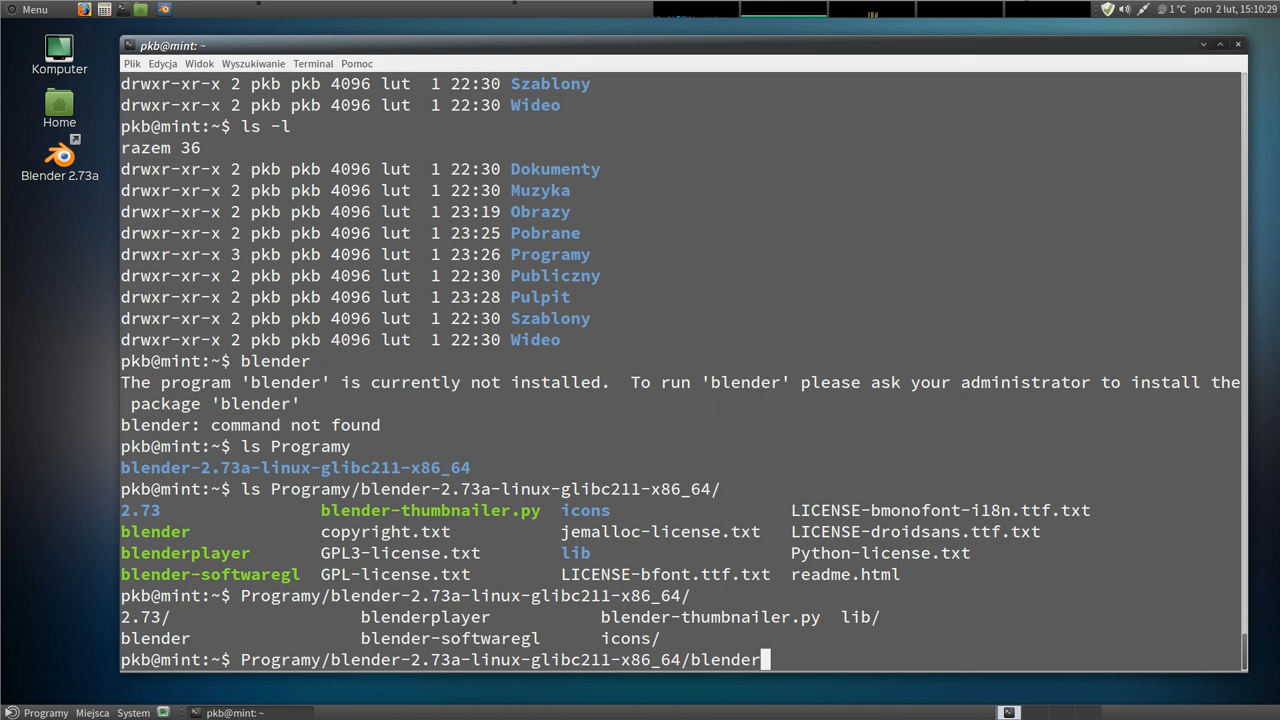 Menu
1 °C pon 2 lut, 15:10:29
Komputer
Home
Blender 2.73a
pkb@mint: ~
Plik Edycja Widok Wyszukiwanie Terminal Pomoc
drwxr-xr-x 2 pkb pkb 4096 lut  1 22:30 Szablony
drwxr-xr-x 2 pkb pkb 4096 lut  1 22:30 Wideo
pkb@mint:~$ ls -l
razem 36
drwxr-xr-x 2 pkb pkb 4096 lut  1 22:30 Dokumenty
drwxr-xr-x 2 pkb pkb 4096 lut  1 22:30 Muzyka
drwxr-xr-x 2 pkb pkb 4096 lut  1 23:19 Obrazy
drwxr-xr-x 2 pkb pkb 4096 lut  1 23:25 Pobrane
drwxr-xr-x 3 pkb pkb 4096 lut  1 23:26 Programy
drwxr-xr-x 2 pkb pkb 4096 lut  1 22:30 Publiczny
drwxr-xr-x 2 pkb pkb 4096 lut  1 23:28 Pulpit
drwxr-xr-x 2 pkb pkb 4096 lut  1 22:30 Szablony
drwxr-xr-x 2 pkb pkb 4096 lut  1 22:30 Wideo
pkb@mint:~$ blender
The program 'blender' is currently not installed.  To run 'blender' please ask your administrator to install the
 package 'blender'
blender: command not found
pkb@mint:~$ ls Programy
blender-2.73a-linux-glibc211-x86_64
pkb@mint:~$ ls Programy/blender-2.73a-linux-glibc211-x86_64/
2.73                blender-thumbnailer.py  icons                  LICENSE-bmonofont-i18n.ttf.txt
blender             copyright.txt           jemalloc-license.txt   LICENSE-droidsans.ttf.txt
blenderplayer       GPL3-license.txt        lib                    Python-license.txt
blender-softwaregl  GPL-license.txt         LICENSE-bfont.ttf.txt  readme.html
pkb@mint:~$ Programy/blender-2.73a-linux-glibc211-x86_64/
2.73/                   blenderplayer           blender-thumbnailer.py  lib/
blender                 blender-softwaregl      icons/
pkb@mint:~$ Programy/blender-2.73a-linux-glibc211-x86_64/blender
Programy Miejsca System pkb@mint: ~